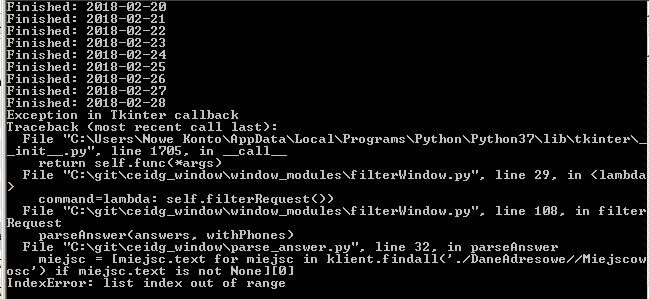 Finished: 2018-02-20
Finished: 2018-02-21
Finished: 2018-02-22
Finished: 2018-02-23
Finished: 2018-02-24
Finished: 2018-02-25
Finished: 2018-02-26
Finished: 2018-02-27
Finished: 2018-02-28
Exception in Tkinter callback
Traceback (most recent call last):
  File "C:\Users\Nowe Konto\AppData\Local\Programs\Python\Python37\lib\tkinter\_
_init__.py", line 1705, in __call__
    return self.func(*args)
  File "C:\git\ceidg_window\window_modules\filterWindow.py", line 29, in <lambda
>
    command=lambda: self.filterRequest())
  File "C:\git\ceidg_window\window_modules\filterWindow.py", line 108, in filter
Request
    parseAnswer(answers, withPhones)
  File "C:\git\ceidg_window\parse_answer.py", line 32, in parseAnswer
    miejsc = [miejsc.text for miejsc in klient.findall('./DaneAdresowe//Miejscow
osc') if miejsc.text is not None][0]
IndexError: list index out of range